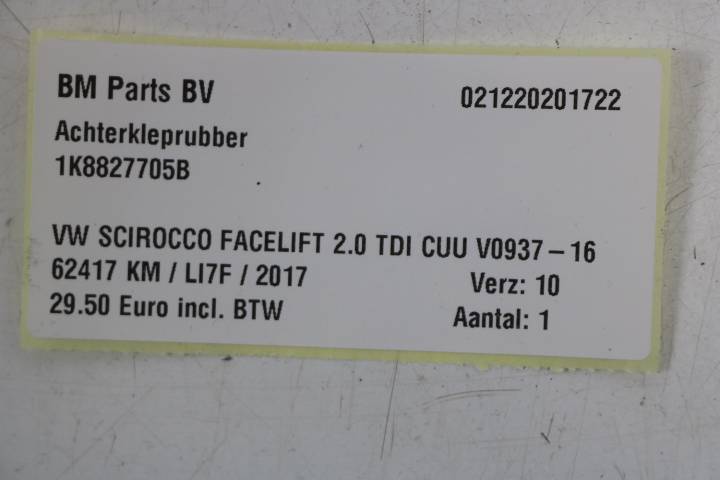 BM Parts BV 021220201722
Achterkleprubber
1K8827705B
VW SCIROCCO FACELIFT 2.0 TDI CUU V0937-16
62417 KM / LI7F / 2017 Verz: 10
29.50 Euro incl. BTW Aantal: 1